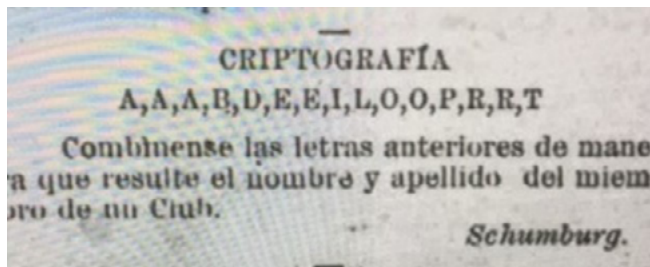 CRIPTOGRAFÍA
A,A,A,B,D,E,E,I,L,O,O,P,R,R,T
Combínense las letras anteriores de mane
ra que resulte el nombre y apellido del miem
bro de un Club.
Schumburg.